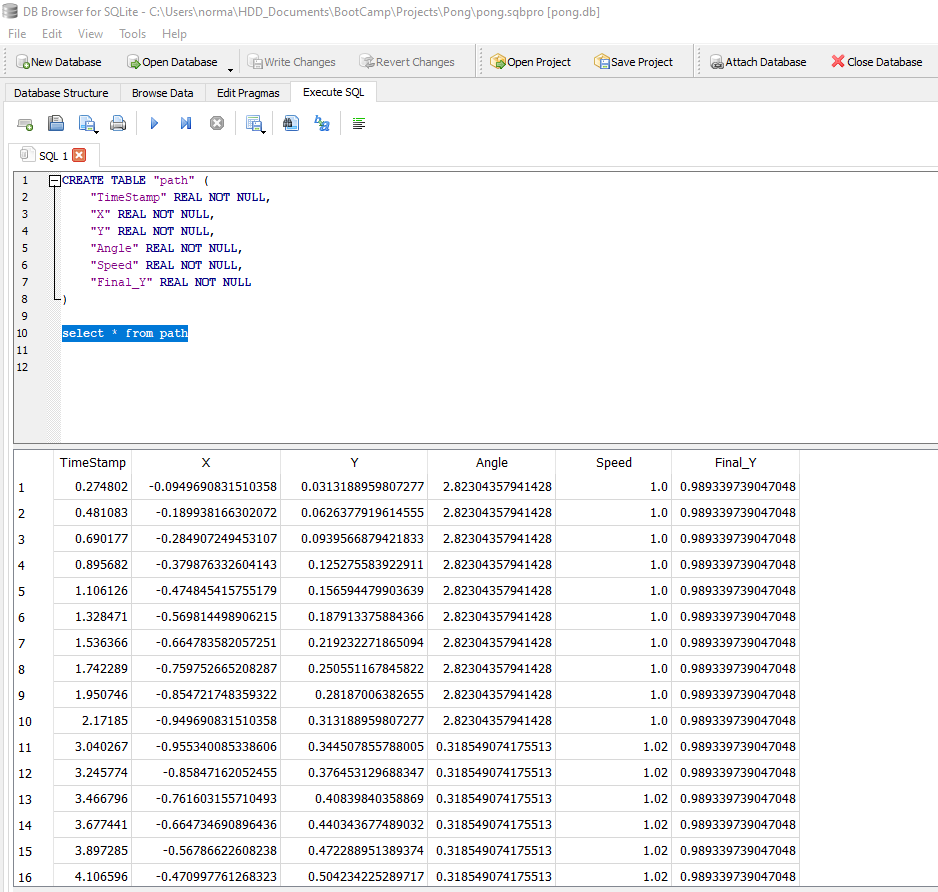 DB Browser for SQLite - C:\Users\norma\HDD_Documents\BootCamp\Projects\Pong\pong.sqbpro [pong.db]
File Edit View Tools Help
New Database Open Database Write Changes Revert Changes Open Project Save Project Attach Database Close Database
Database Structure Browse Data Edit Pragmas Execute SQL
SQL 1
1 CREATE TABLE "path" (
2 "TimeStamp" REAL NOT NULL,
3 "X" REAL NOT NULL,
4 "Y" REAL NOT NULL,
5 "Angle" REAL NOT NULL,
6 "Speed" REAL NOT NULL,
7 "Final_Y" REAL NOT NULL
8 )
9
10 select * from path
11
12
TimeStamp X Y Angle Speed Final_Y
1 0.274802 -0.0949690831510358 0.0313188959807277 2.82304357941428 1.0 0.989339739047048
2 0.481083 -0.189938166302072 0.0626377919614555 2.82304357941428 1.0 0.989339739047048
3 0.690177 -0.284907249453107 0.0939566879421833 2.82304357941428 1.0 0.989339739047048
4 0.895682 -0.379876332604143 0.125275583922911 2.82304357941428 1.0 0.989339739047048
5 1.106126 -0.474845415755179 0.156594479903639 2.82304357941428 1.0 0.989339739047048
6 1.328471 -0.569814498906215 0.187913375884366 2.82304357941428 1.0 0.989339739047048
7 1.536366 -0.664783582057251 0.219232271865094 2.82304357941428 1.0 0.989339739047048
8 1.742289 -0.759752665208287 0.250551167845822 2.82304357941428 1.0 0.989339739047048
9 1.950746 -0.854721748359322 0.28187006382655 2.82304357941428 1.0 0.989339739047048
10 2.17185 -0.949690831510358 0.313188959807277 2.82304357941428 1.0 0.989339739047048
11 3.040267 -0.955340085338606 0.344507855788005 0.318549074175513 1.02 0.989339739047048
12 3.245774 -0.85847162052455 0.376453129688347 0.318549074175513 1.02 0.989339739047048
13 3.466796 -0.761603155710493 0.40839840358869 0.318549074175513 1.02 0.989339739047048
14 3.677441 -0.664734690896436 0.440343677489032 0.318549074175513 1.02 0.989339739047048
15 3.897285 -0.56786622608238 0.472288951389374 0.318549074175513 1.02 0.989339739047048
16 4.106596 -0.470997761268323 0.504234225289717 0.318549074175513 1.02 0.989339739047048